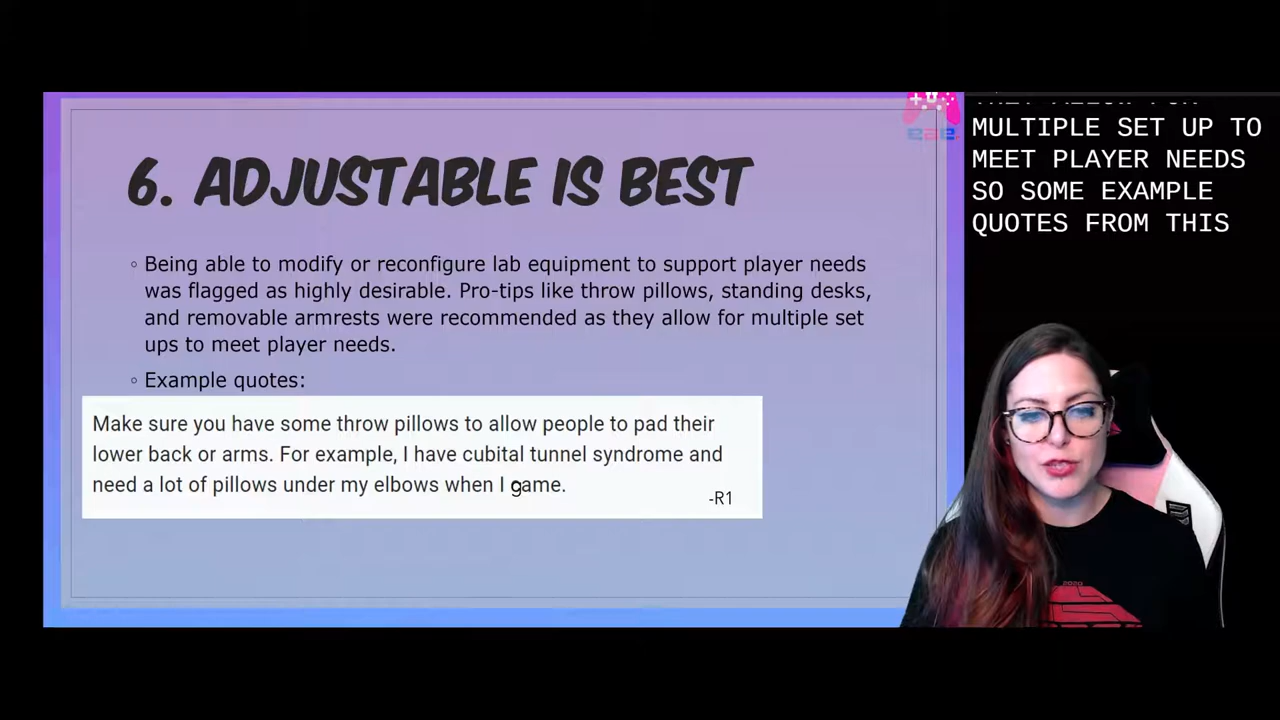 6. ADJUSTABLE IS BEST
◦ Being able to modify or reconfigure lab equipment to support player needs
was flagged as highly desirable. Pro-tips like throw pillows, standing desks,
and removable armrests were recommended as they allow for multiple set
ups to meet player needs.
◦ Example quotes:
Make sure you have some throw pillows to allow people to pad their
lower back or arms. For example, I have cubital tunnel syndrome and
need a lot of pillows under my elbows when I game.
-R1
eae
MULTIPLE SET UP TO
MEET PLAYER NEEDS
SO SOME EXAMPLE
QUOTES FROM THIS
2020